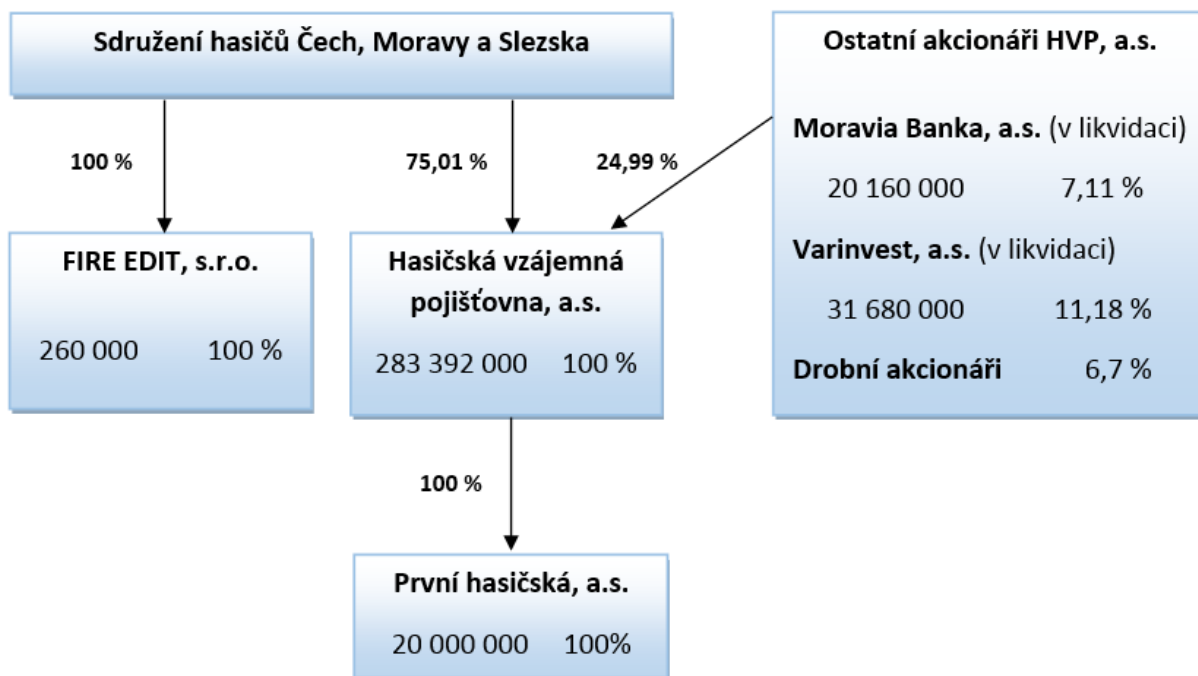 Sdružení hasičů Čech, Moravy a Slezska
Ostatní akcionáři HVP, a.s.
Moravia Banka, a.s. (v likvidaci)
20 160 000 7,11 %
Varinvest, a.s. (v likvidaci)
31 680 000 11,18 %
Drobní akcionáři 6,7 %
100 %
75,01 %
24,99 %
FIRE EDIT, s.r.o.
260 000 100 %
Hasičská vzájemná
pojišťovna, a.s.
283 392 000 100 %
100 %
První hasičská, a.s.
20 000 000 100%